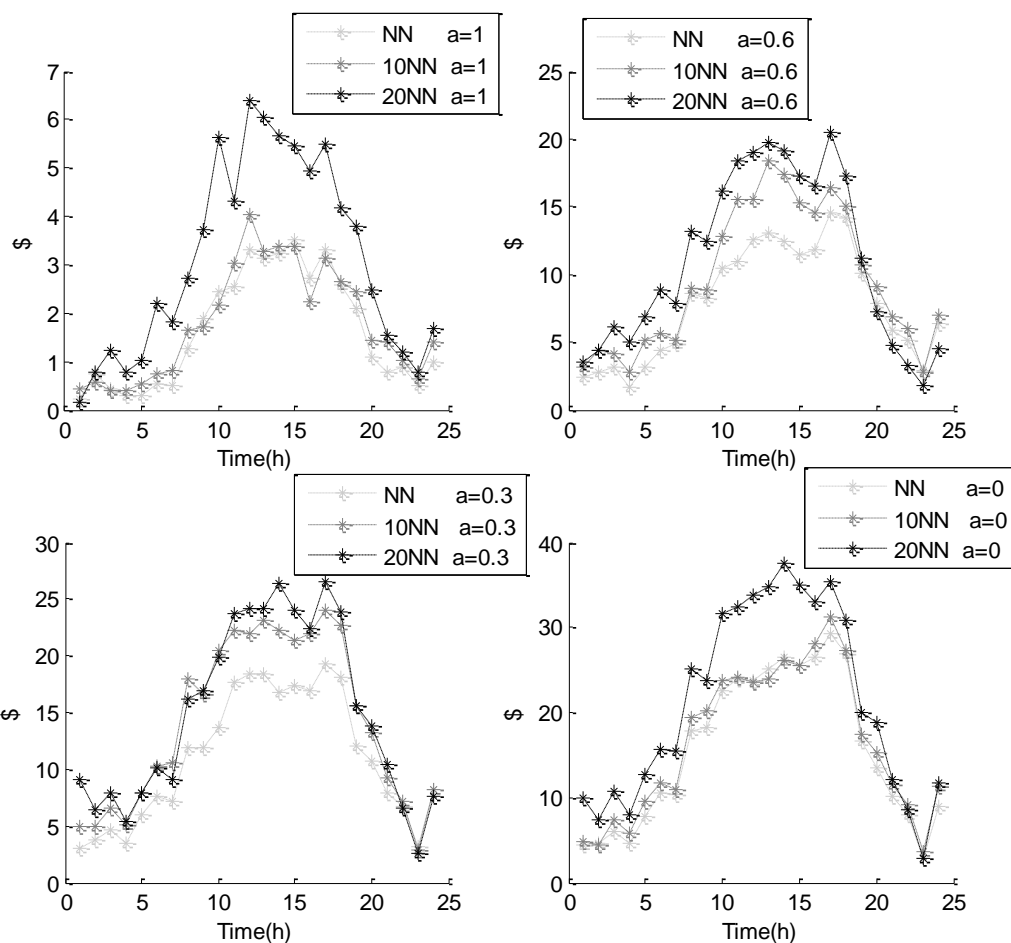 NN a=1
10NN a=1
20NN a=1
7
6
5
4
3
2
1
0
$
0 5 10 15 20 25
Time(h)
NN a=0.6
10NN a=0.6
20NN a=0.6
25
20
15
10
5
0
$
0 5 10 15 20 25
Time(h)
NN a=0.3
10NN a=0.3
20NN a=0.3
30
25
20
15
10
5
0
$
0 5 10 15 20 25
Time(h)
NN a=0
10NN a=0
20NN a=0
40
30
20
10
0
$
0 5 10 15 20 25
Time(h)